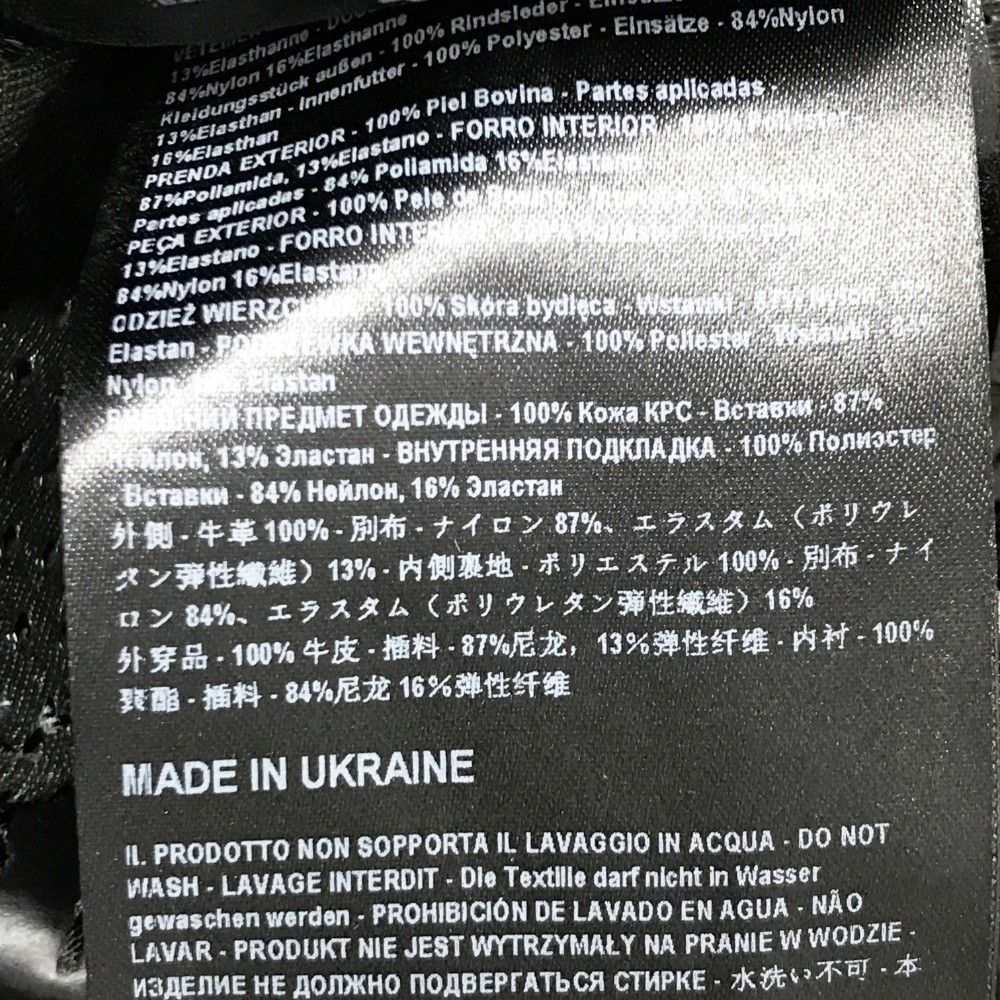 13%Elasthanne -
84%Nylon 16%Elasthanne
Kleidungsstück außen - 100% Rindsleder -
13%Elasthan - Innenfutter - 100% Polyester - Einsätze - 84%Nylon
16%Elasthan
PRENDA EXTERIOR - 100% Piel Bovina - Partes aplicadas -
87%Poliamida, 13%Elastano - FORRO INTERIOR - 100% Poliéster-
Partes aplicadas - 84% Poliamida 16%Elastano
PEÇA EXTERIOR - 100% Pele de
13%Elastano - FORRO
84%Nylon 16%Elastano
ODZIEŻ 100% Skóra bydlęca - Wstawki - 87%
Elastan - WEWNĘTRZNA - 100% Poliester Wstawki -
Nylon Elastan
ПРЕДМЕТ ОДЕЖДЫ - 100% Кожа КРС - Вставки - 87%
Нейлон, 13% Эластан - ВНУТРЕННЯЯ ПОДКЛАДКА - 100% Полиэстер
- Вставки - 84% Нейлон, 16% Эластан
外側 - 牛革 100% - 別布 - ナイロン 87%、エラスタム（ポリウレ
タン弾性繊維）13% - 内側裏地 - ポリエステル 100% - 別布 - ナイ
ロン 84%、エラスタム（ポリウレタン弾性繊維）16%
外穿品 - 100% 牛皮 - 插料 - 87%尼龙，13%弹性纤维 - 内衬 - 100%
聚酯 - 插料 - 84%尼龙 16%弹性纤维
MADE IN UKRAINE
IL PRODOTTO NON SOPPORTA IL LAVAGGIO IN ACQUA - DO NOT
WASH - LAVAGE INTERDIT - Die Textilie darf nicht in Wasser
gewaschen werden - PROHIBICIÓN DE LAVADO EN AGUA - NÃO
LAVAR - PRODUKT NIE JEST WYTRZYMAŁY NA PRANIE W WODZIE -
ИЗДЕЛИЕ НЕ ДОЛЖНО ПОДВЕРГАТЬСЯ СТИРКЕ - 水洗い不可 - 本